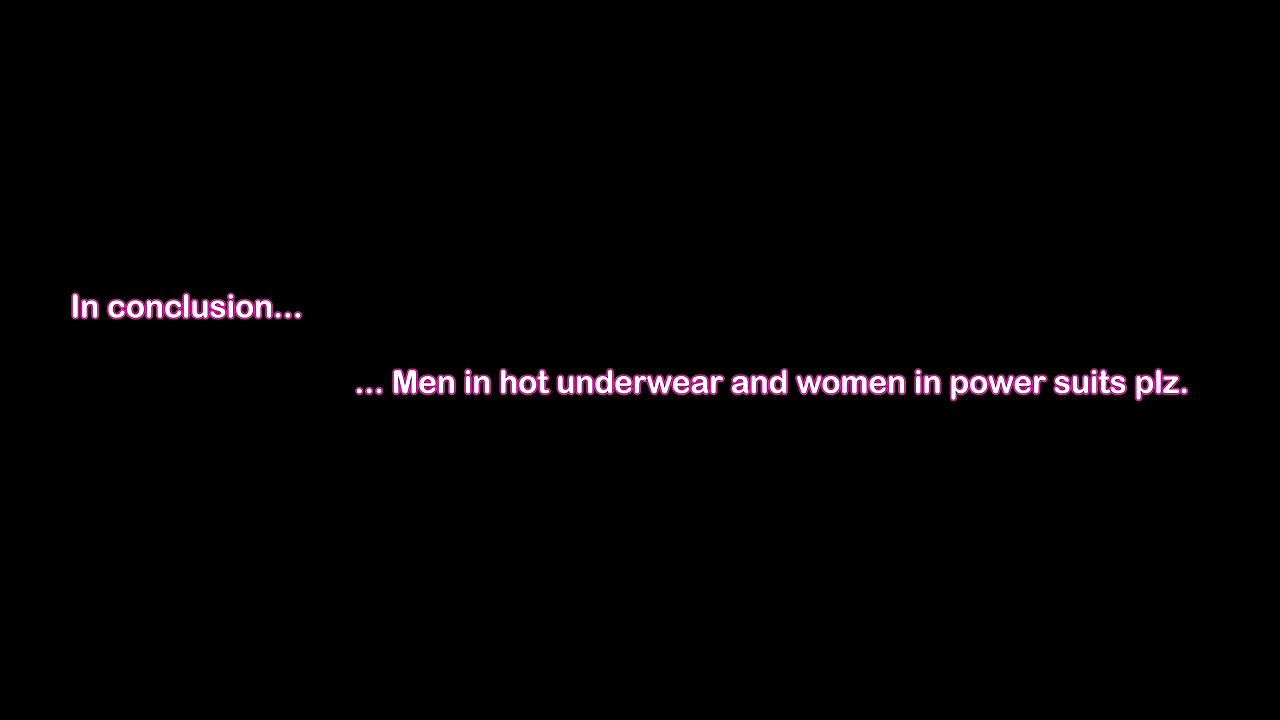 In conclusion...
... Men in hot underwear and women in power suits plz.